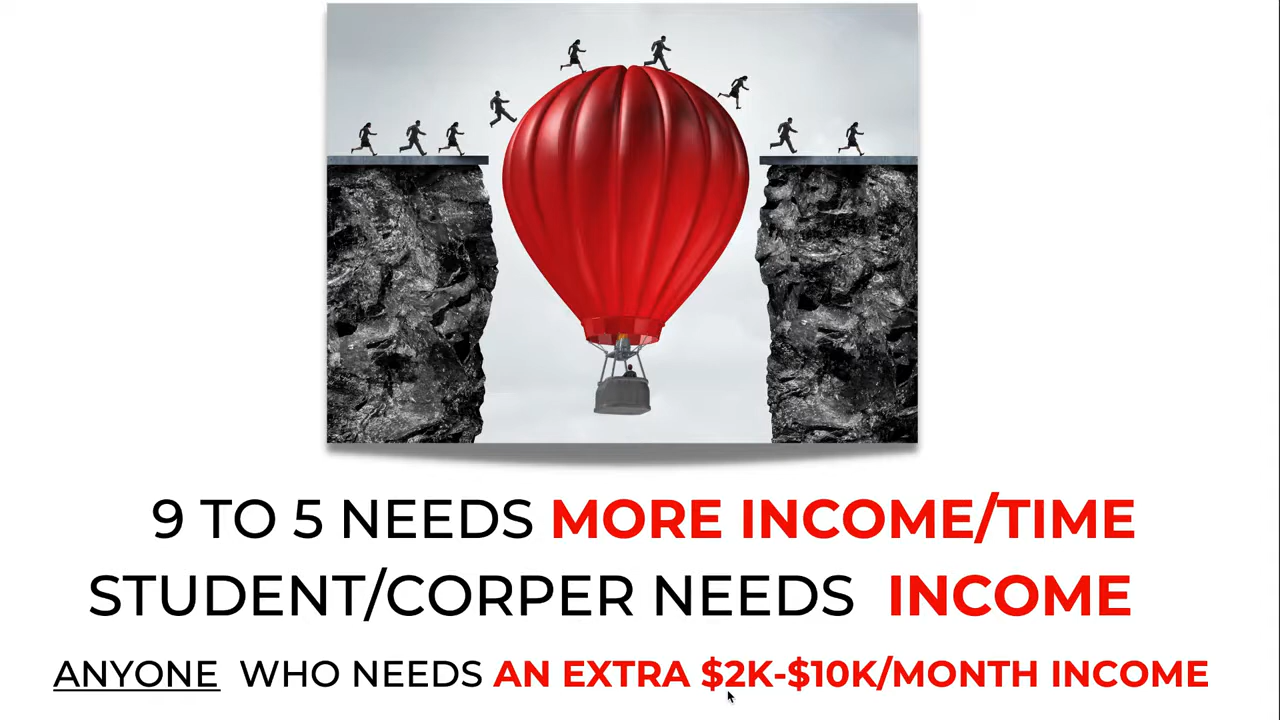 9 TO 5 NEEDS MORE INCOME/TIME
STUDENT/CORPER NEEDS INCOME
ANYONE WHO NEEDS AN EXTRA $2K-$10K/MONTH INCOME